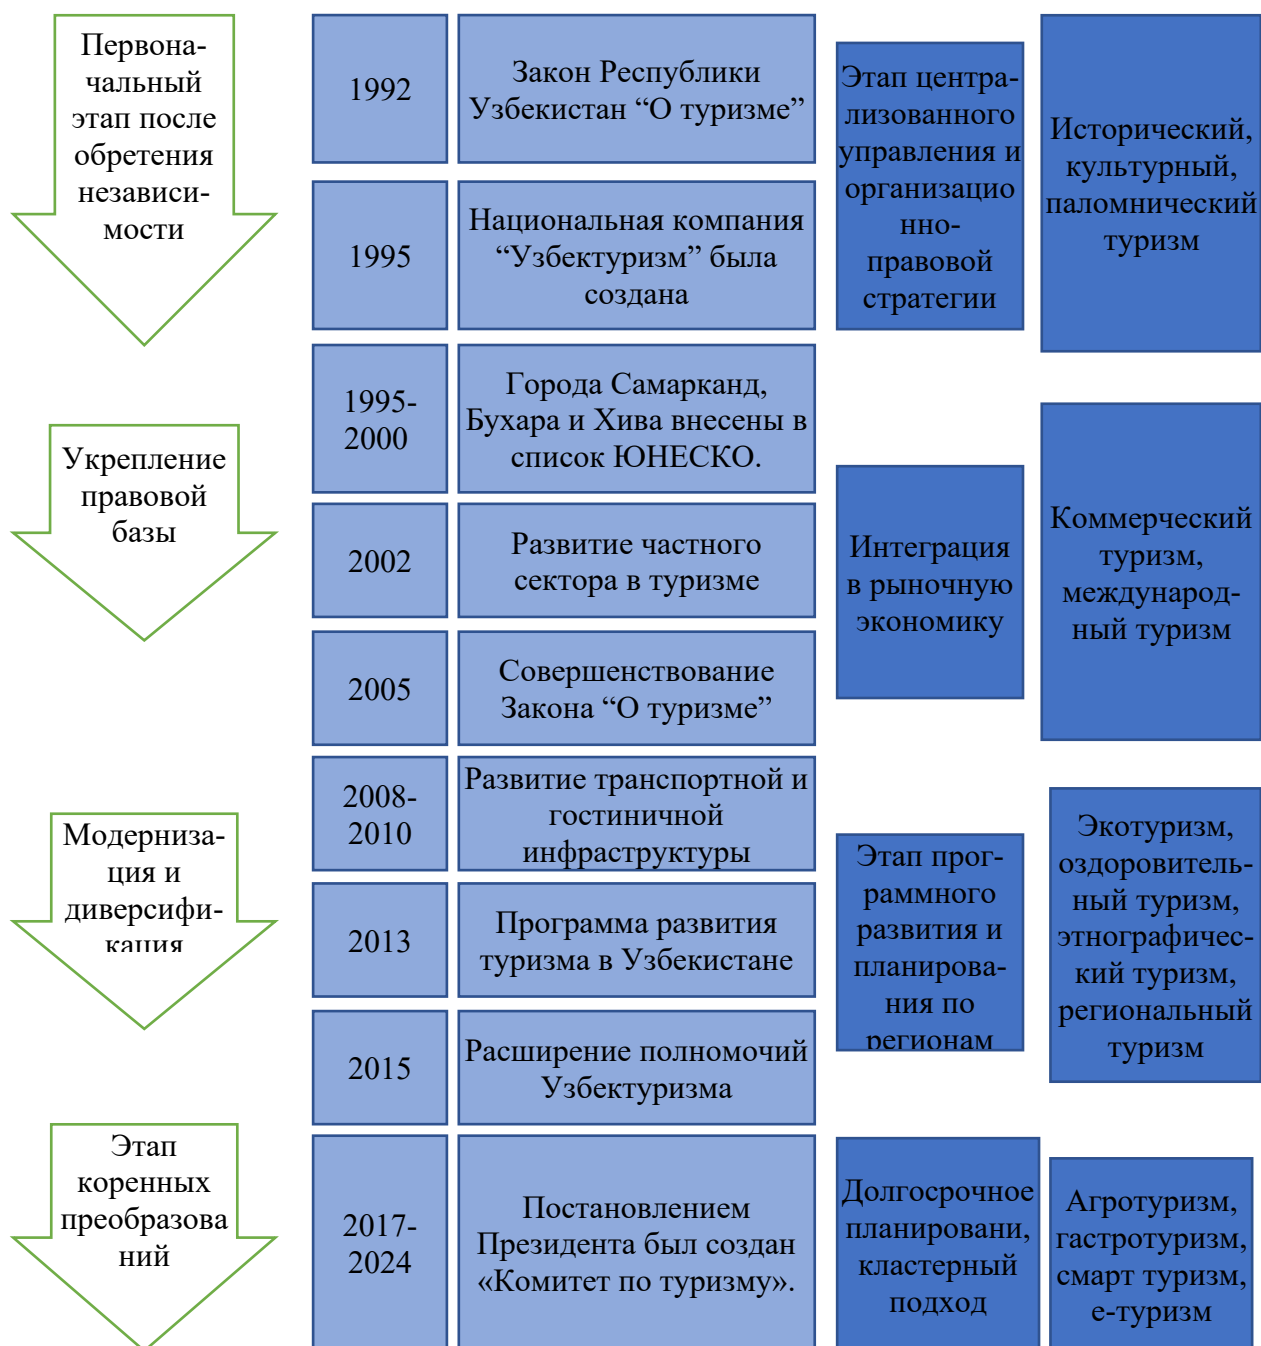 Первона-
чальный
этап после
обретения
независи-
мости
1992
Закон Республики
Узбекистан “О туризме”
1995
Национальная компания
“Узбектуризм” была
создана
Этап центра-
лизованного
управления и
организацио
нно-
правовой
стратегии
Исторический,
культурный,
паломнический
туризм
Укрепление
правовой
базы
1995-
2000
Города Самарканд,
Бухара и Хива внесены в
список ЮНЕСКО.
2002
Развитие частного
сектора в туризме
2005
Совершенствование
Закона “О туризме”
Интеграция
в рыночную
экономику
Коммерческий
туризм,
международ-
ный туризм
Модерниза-
ция и
диверсифи-
кация
2008-
2010
Развитие транспортной и
гостиничной
инфраструктуры
2013
Программа развития
туризма в Узбекистане
2015
Расширение полномочий
Узбектуризма
Этап прог-
раммного
развития и
планирова-
ния по
регионам
Экотуризм,
оздоровитель-
ный туризм,
этнографичес-
кий туризм,
региональный
туризм
Этап
коренных
преобразова
ний
2017-
2024
Постановлением
Президента был создан
«Комитет по туризму».
Долгосрочное
планировани,
кластерный
подход
Агротуризм,
гастротуризм,
смарт туризм,
е-туризм